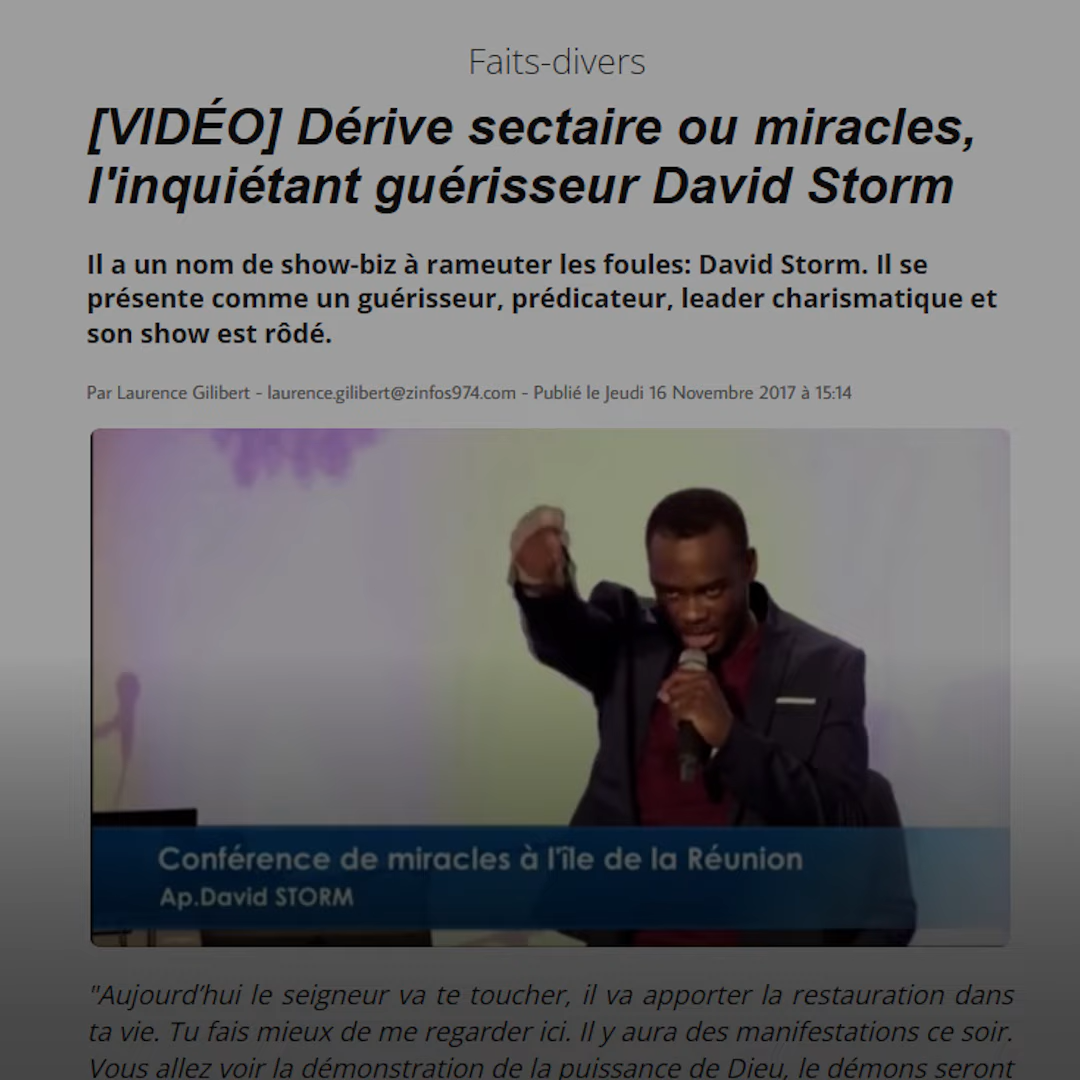 Faits-divers
[VIDÉO] Dérive sectaire ou miracles,
l'inquiétant guérisseur David Storm
Il a un nom de show-biz à rameuter les foules: David Storm. Il se
présente comme un guérisseur, prédicateur, leader charismatique et
son show est rôdé.
Par Laurence Gilibert - laurence.gilibert@zinfos974.com - Publié le Jeudi 16 Novembre 2017 à 15:14
Conférence de miracles à l'île de la Réunion
Ap.David STORM
"Aujourd’hui le seigneur va te toucher, il va apporter la restauration dans
ta vie. Tu fais mieux de me regarder ici. Il y aura des manifestations ce soir.
Vous allez voir la démonstration de la puissance de Dieu, le démons seront